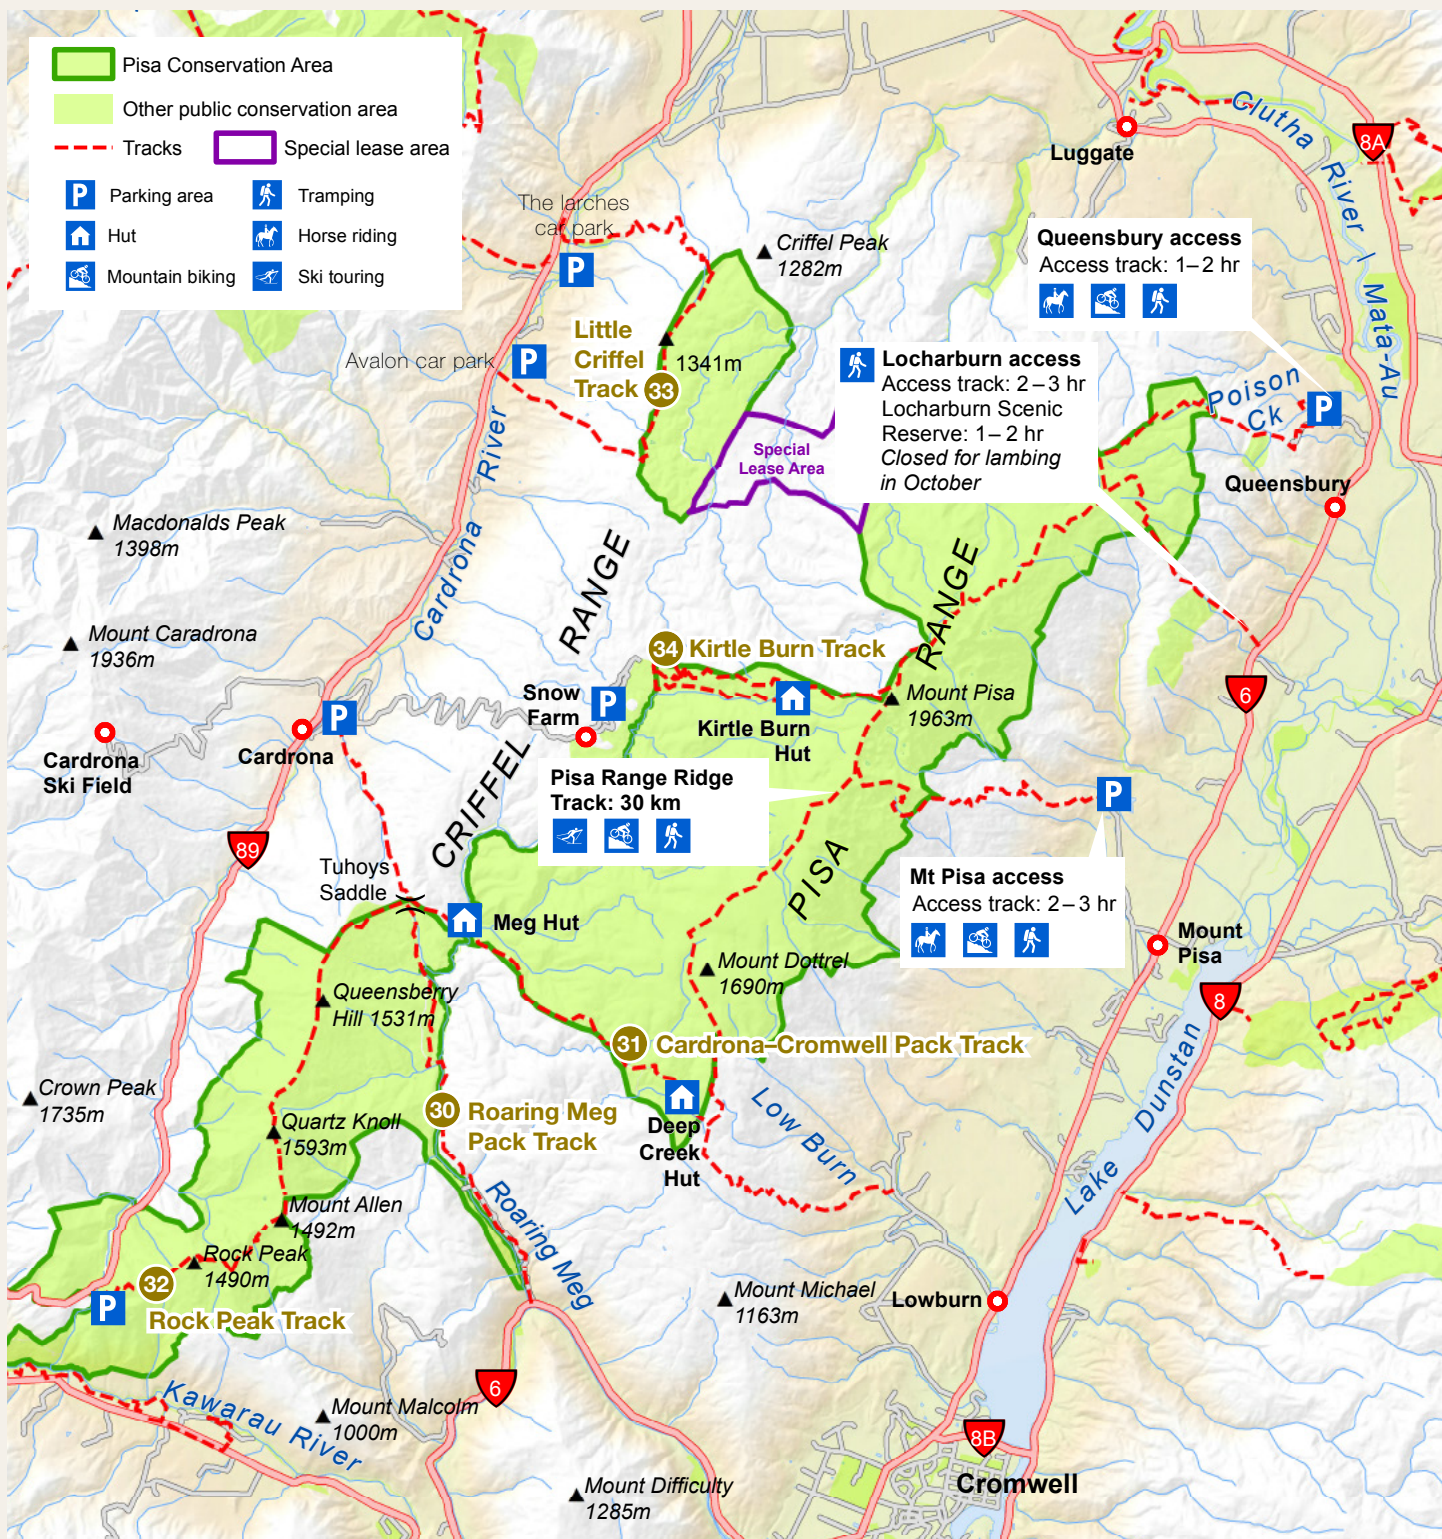 Pisa Conservation Area
Other public conservation area
Tracks
Special lease area
P
Parking area
Tramping
Hut
Horse riding
Mountain biking
Ski touring
Luggate
Clutha River | Mata-Au
8A
The larches
car park
P
Criffel Peak
1282m
Queensbury access
Access track: 1–2 hr
Little
Criffel
Track 33
1341m
Avalon car park
P
Locharburn access
Access track: 2–3 hr
Locharburn Scenic
Reserve: 1–2 hr
Closed for lambing
in October
Poison
Ck
P
Queensbury
Special
Lease Area
Cardrona River
Macdonalds Peak
1398m
Mount Caradrona
1936m
CRIFFEL RANGE
PISA RANGE
34 Kirtle Burn Track
Snow
Farm
P
Kirtle Burn
Hut
Mount Pisa
1963m
6
Cardrona
Ski Field
Cardrona
P
Pisa Range Ridge
Track: 30 km
P
89
Tuhoys
Saddle
Meg Hut
Mt Pisa access
Access track: 2–3 hr
Mount
Pisa
8
Mount Dottrel
1690m
Queensberry
Hill 1531m
31 Cardrona–Cromwell Pack Track
Crown Peak
1735m
30 Roaring Meg
Pack Track
Quartz Knoll
1593m
Deep
Creek
Hut
Low Burn
Lake Dunstan
Mount Allen
1492m
Roaring Meg
Rock Peak
1490m
32
Rock Peak Track
P
Mount Michael
1163m
Lowburn
6
Kawarau River
Mount Malcolm
1000m
8B
Cromwell
Mount Difficulty
1285m